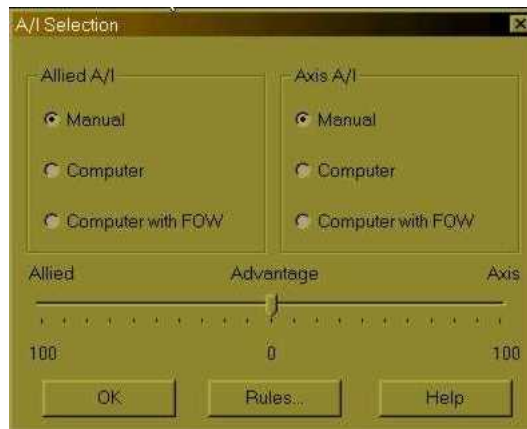 A/I Selection
Allied A/I
Axis A/I
Manual
Manual
Computer
Computer
Computer with FOW
Computer with FOW
Allied Advantage Axis
100 0 100
OK Rules... Help